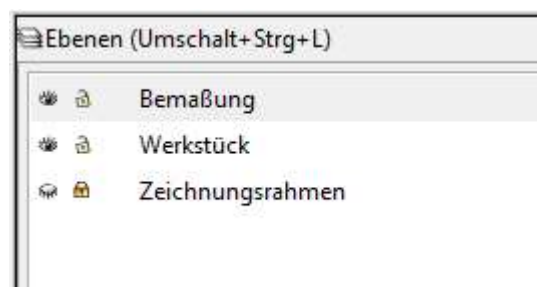 Ebenen (Umschalt+Strg+L)
Bemaßung
Werkstück
Zeichnungsrahmen